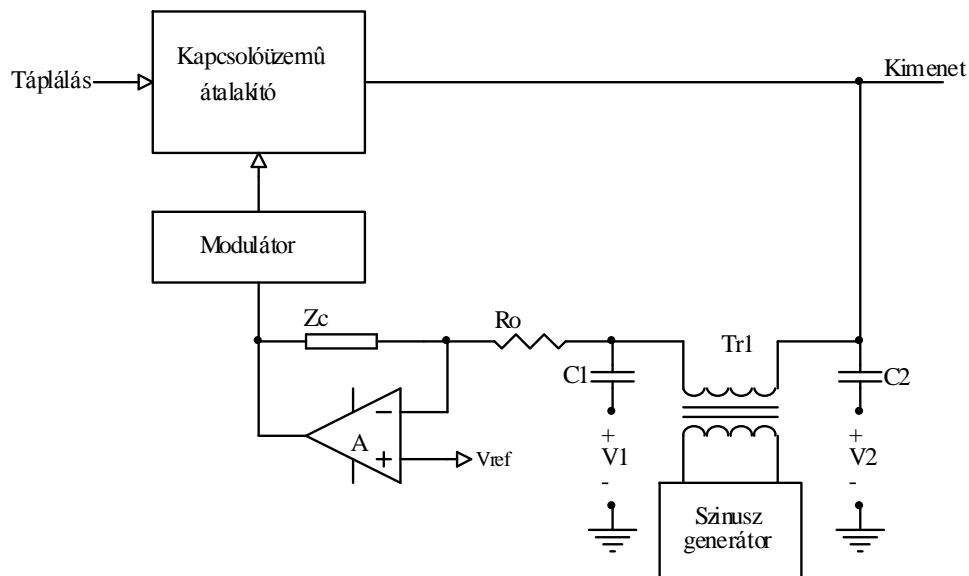 Kapcsolóüzemû
átalakító
Táplálás
Kimenet
Modulátor
Zc
Ro
Tr1
C1
C2
A
-
+
Vref
+
V1
-
+
V2
-
Szinusz
generátor